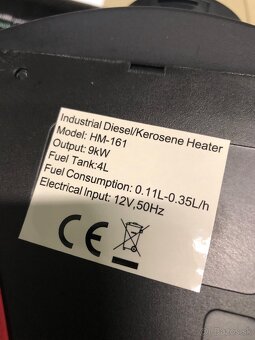 Industrial Diesel/Kerosene Heater
Model: HM-161
Output: 9kW
Fuel Tank:4L
Fuel Consumption: 0.11L-0.35L/h
Electrical Input: 12V,50Hz
CE